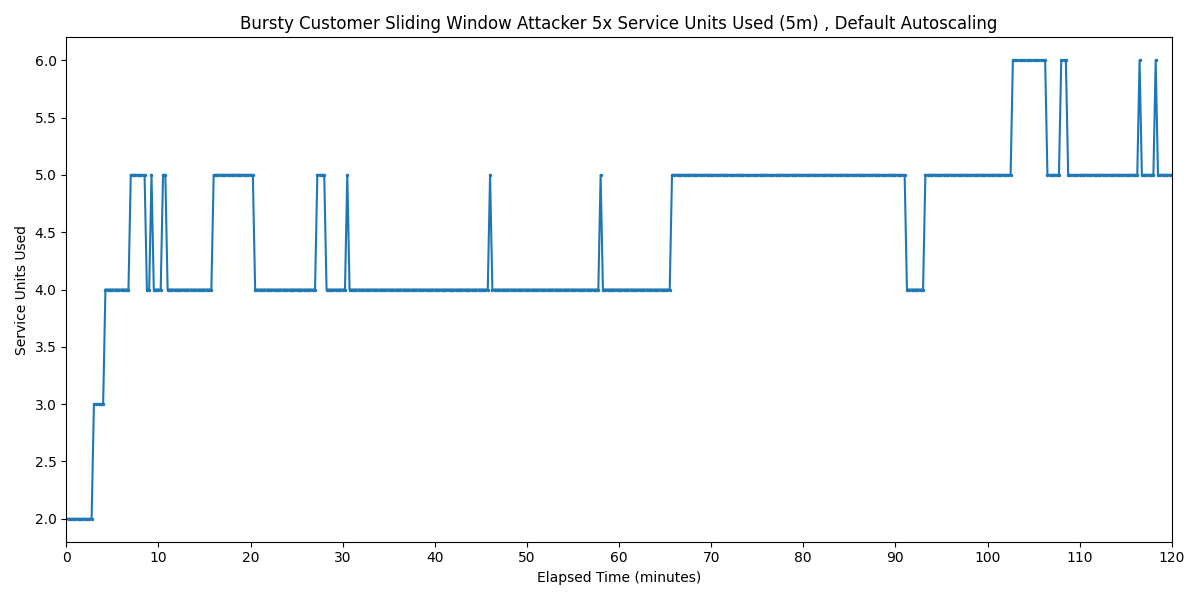 Bursty Customer Sliding Window Attacker 5x Service Units Used (5m) , Default Autoscaling
6.0
5.5
5.0
4.5
4.0
3.5
3.0
2.5
2.0
Service Units Used
0 10 20 30 40 50 60 70 80 90 100 110 120
Elapsed Time (minutes)